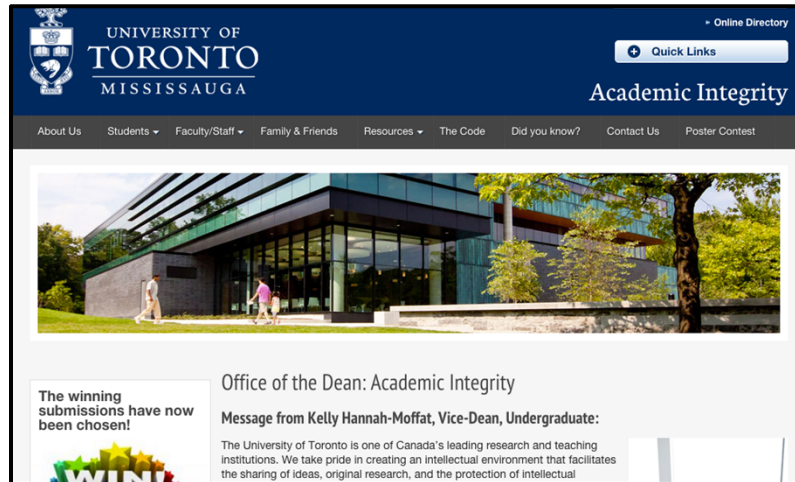 UNIVERSITY OF
TORONTO
MISSISSAUGA
Online Directory
Quick Links
Academic Integrity
About Us Students Faculty/Staff Family & Friends Resources The Code Did you know? Contact Us Poster Contest
The winning
submissions have now
been chosen!
WIN!
Office of the Dean: Academic Integrity
Message from Kelly Hannah-Moffat, Vice-Dean, Undergraduate:
The University of Toronto is one of Canada's leading research and teaching
institutions. We take pride in creating an intellectual environment that facilitates
the sharing of ideas, original research, and the protection of intellectual